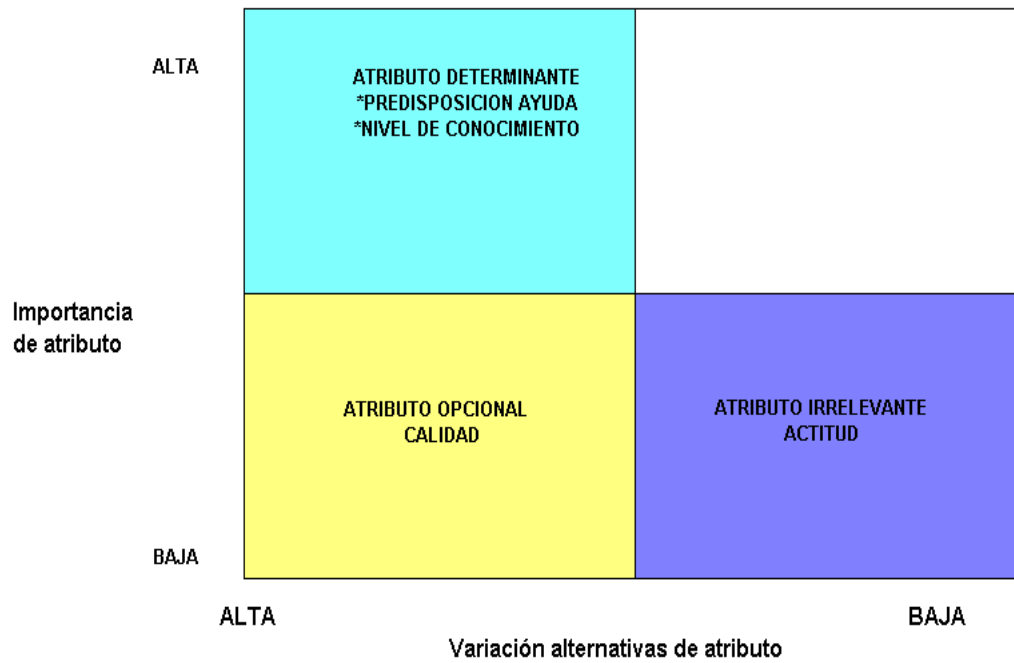 ALTA
ATRIBUTO DETERMINANTE
*PREDISPOSICION AYUDA
*NIVEL DE CONOCIMIENTO
Importancia
de atributo
ATRIBUTO OPCIONAL
CALIDAD
ATRIBUTO IRRELEVANTE
ACTITUD
BAJA
ALTA
BAJA
Variación alternativas de atributo